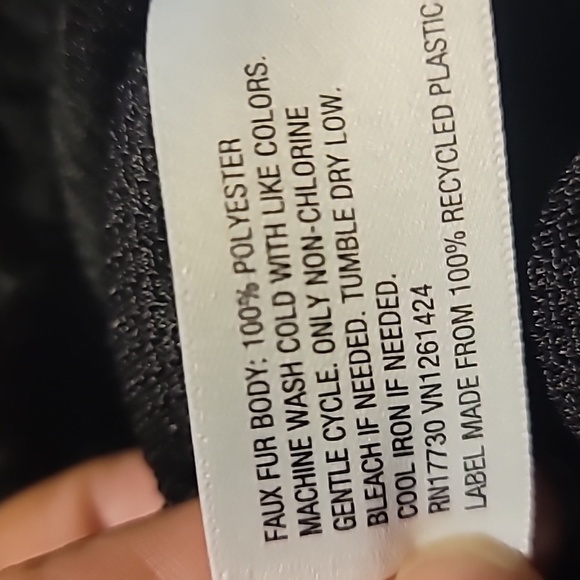 FAUX FUR BODY: 100% POLYESTER
MACHINE WASH COLD WITH LIKE COLORS.
GENTLE CYCLE. ONLY NON-CHLORINE
BLEACH IF NEEDED. TUMBLE DRY LOW.
COOL IRON IF NEEDED.
RN17730 VN1261424
LABEL MADE FROM 100% RECYCLED PLASTIC